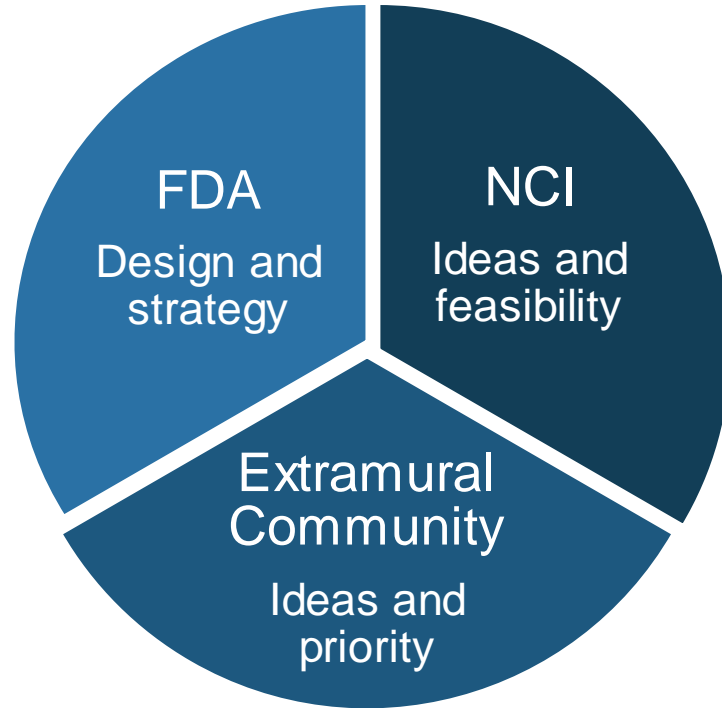 FDA
Design and
strategy
NCI
Ideas and
feasibility
Extramural
Community
Ideas and
priority